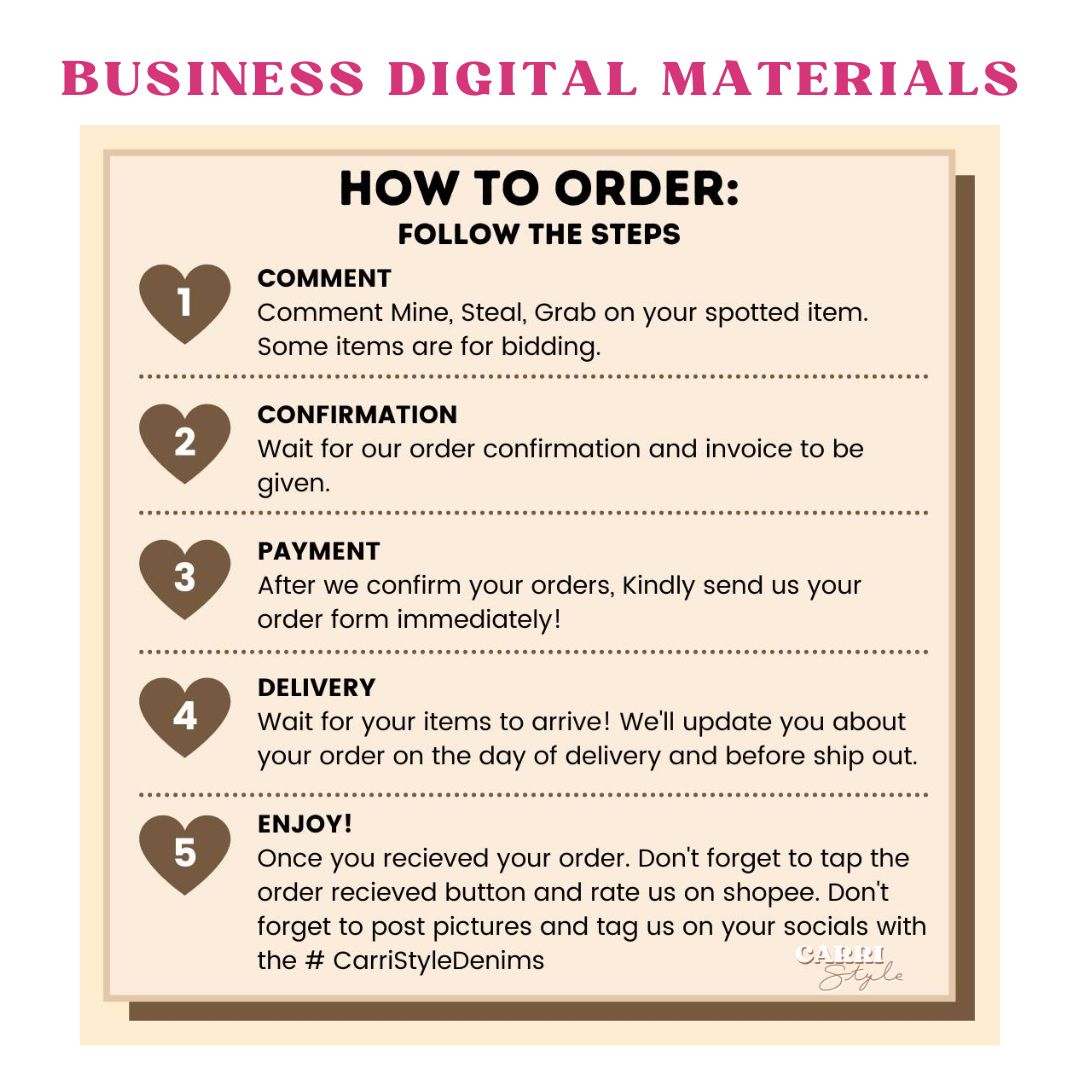 BUSINESS DIGITAL MATERIALS
HOW TO ORDER:
FOLLOW THE STEPS
1
COMMENT
Comment Mine, Steal, Grab on your spotted item.
Some items are for bidding.
2
CONFIRMATION
Wait for our order confirmation and invoice to be
given.
3
PAYMENT
After we confirm your orders, Kindly send us your
order form immediately!
4
DELIVERY
Wait for your items to arrive! We'll update you about
your order on the day of delivery and before ship out.
5
ENJOY!
Once you recieved your order. Don't forget to tap the
order recieved button and rate us on shopee. Don't
forget to post pictures and tag us on your socials with
the # CarriStyleDenims
CARRI
Style